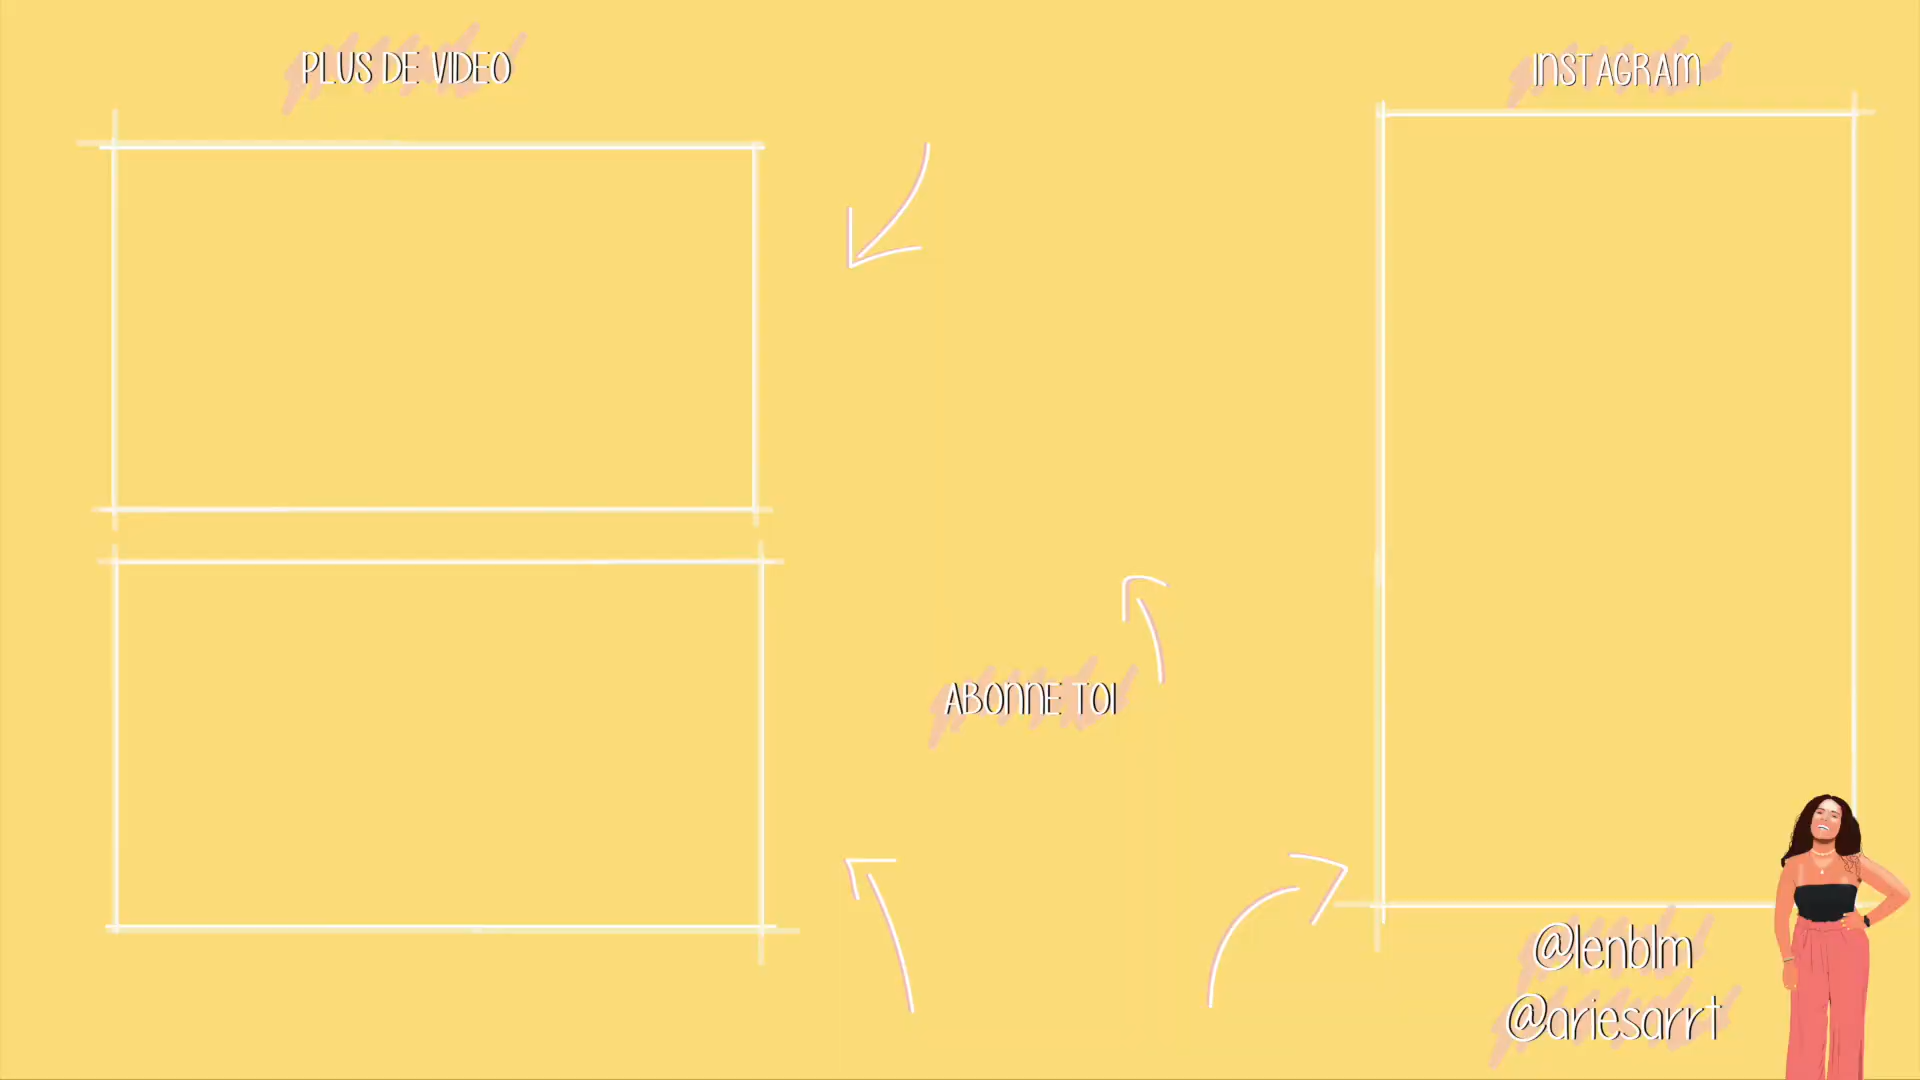 PLUS DE VIDEO
INSTAGRAM
ABONNE TOI
@lenblm
@ariesarrt